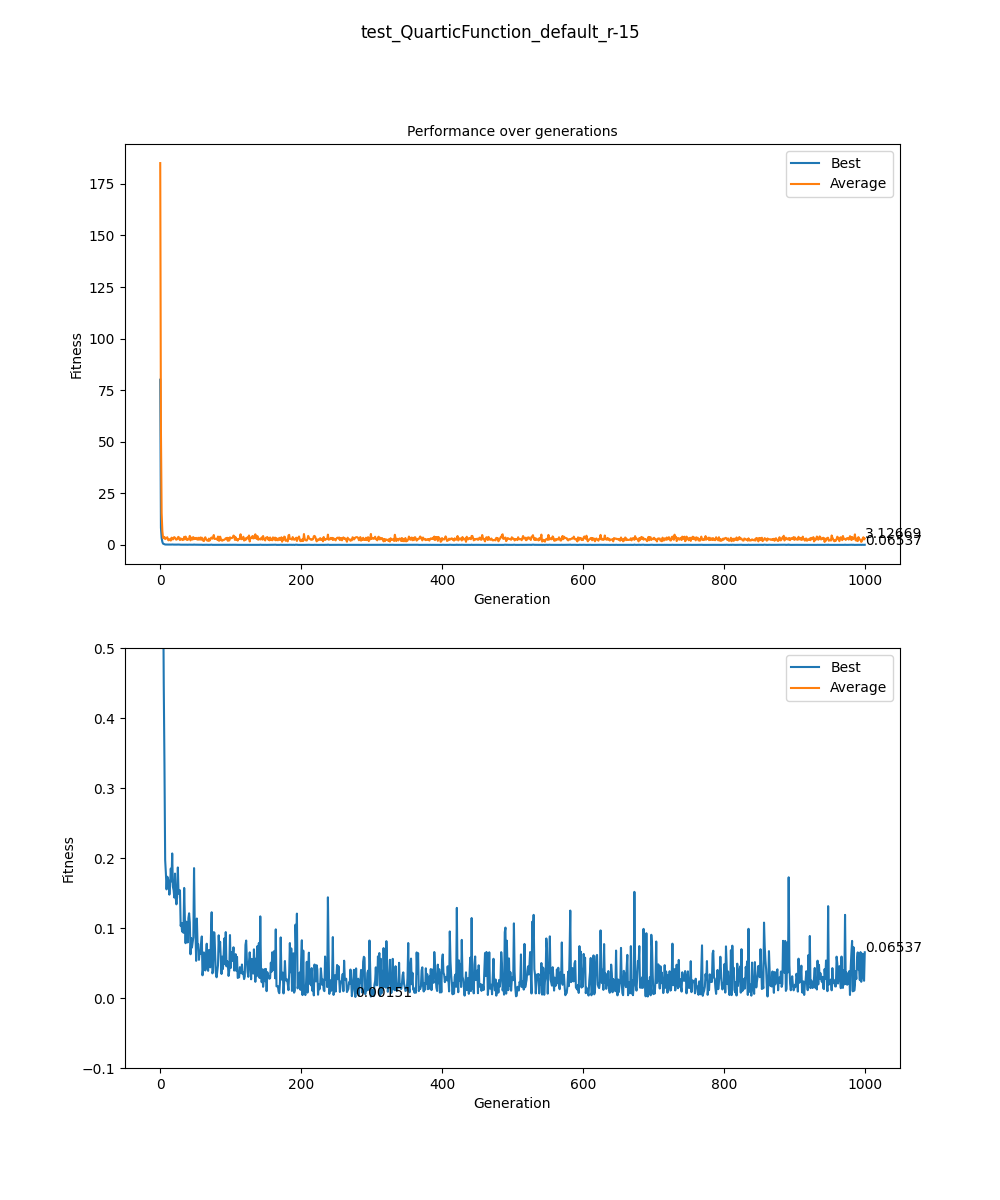 test_QuarticFunction_default_r-15
Performance over generations
Best
Average
175
150
125
100
75
50
25
0
Fitness
3.12669
0.06537
0 200 400 600 800 1000
Generation
Best
Average
0.5
0.4
0.3
0.2
0.1
0.0
−0.1
Fitness
0.06537
0.00151
0 200 400 600 800 1000
Generation